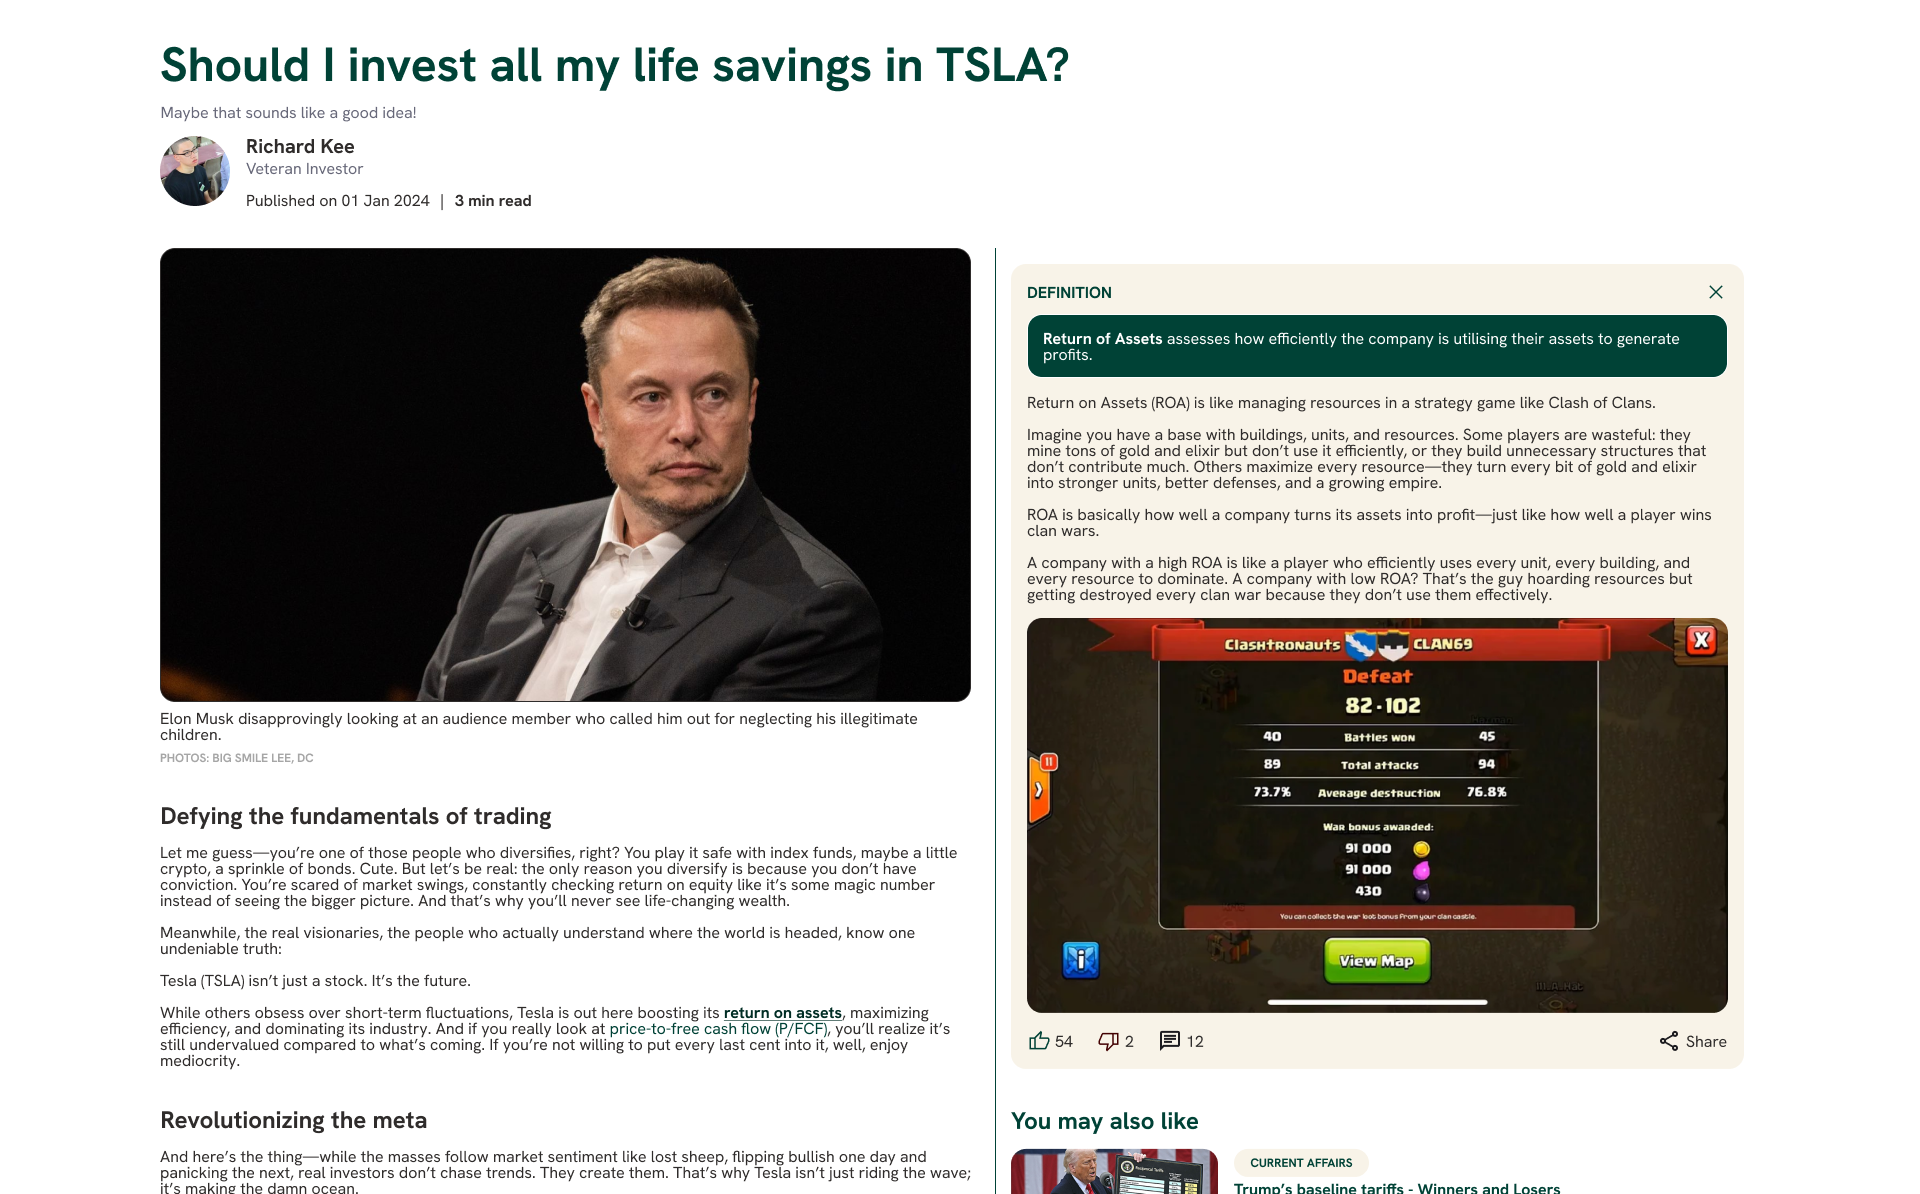 Should I invest all my life savings in TSLA?
Maybe that sounds like a good idea!
Richard Kee
Veteran Investor
Published on 01 Jan 2024 | 3 min read
Elon Musk disapprovingly looking at an audience member who called him out for neglecting his illegitimate
children.
PHOTOS: BIG SMILE LEE, DC
Defying the fundamentals of trading
Let me guess—you’re one of those people who diversifies, right? You play it safe with index funds, maybe a little
crypto, a sprinkle of bonds. Cute. But let’s be real: the only reason you diversify is because you don’t have
conviction. You’re scared of market swings, constantly checking return on equity like it’s some magic number
instead of seeing the bigger picture. And that’s why you’ll never see life-changing wealth.
Meanwhile, the real visionaries, the people who actually understand where the world is headed, know one
undeniable truth:
Tesla (TSLA) isn’t just a stock. It’s the future.
While others obsess over short-term fluctuations, Tesla is out here boosting its return on assets, maximizing
efficiency, and dominating its industry. And if you really look at price-to-free cash flow (P/FCF), you’ll realize it’s
still undervalued compared to what’s coming. If you’re not willing to put every last cent into it, well, enjoy
mediocrity.
Revolutionizing the meta
And here’s the thing—while the masses follow market sentiment like lost sheep, flipping bullish one day and
panicking the next, real investors don’t chase trends. They create them. That’s why Tesla isn’t just riding the wave;
it’s making the damn ocean.
DEFINITION
Return of Assets assesses how efficiently the company is utilising their assets to generate
profits.
Return on Assets (ROA) is like managing resources in a strategy game like Clash of Clans.
Imagine you have a base with buildings, units, and resources. Some players are wasteful: they
mine tons of gold and elixir but don’t use it efficiently, or they build unnecessary structures that
don’t contribute much. Others maximize every resource—they turn every bit of gold and elixir
into stronger units, better defenses, and a growing empire.
ROA is basically how well a company turns its assets into profit—just like how well a player wins
clan wars.
A company with a high ROA is like a player who efficiently uses every unit, every building, and
every resource to dominate. A company with low ROA? That’s the guy hoarding resources but
getting destroyed every clan war because they don’t use them effectively.
Clashtronauts CLAN69
Defeat
82 - 102
40 Battles won 45
89 Total attacks 94
73.7% Average destruction 76.8%
War bonus awarded:
91 000
91 000
430
You can collect the war loot bonus from your clan castle.
View Map
54 2 12 Share
You may also like
CURRENT AFFAIRS
Trump’s baseline tariffs - Winners and Losers
Reciprocal Tariffs